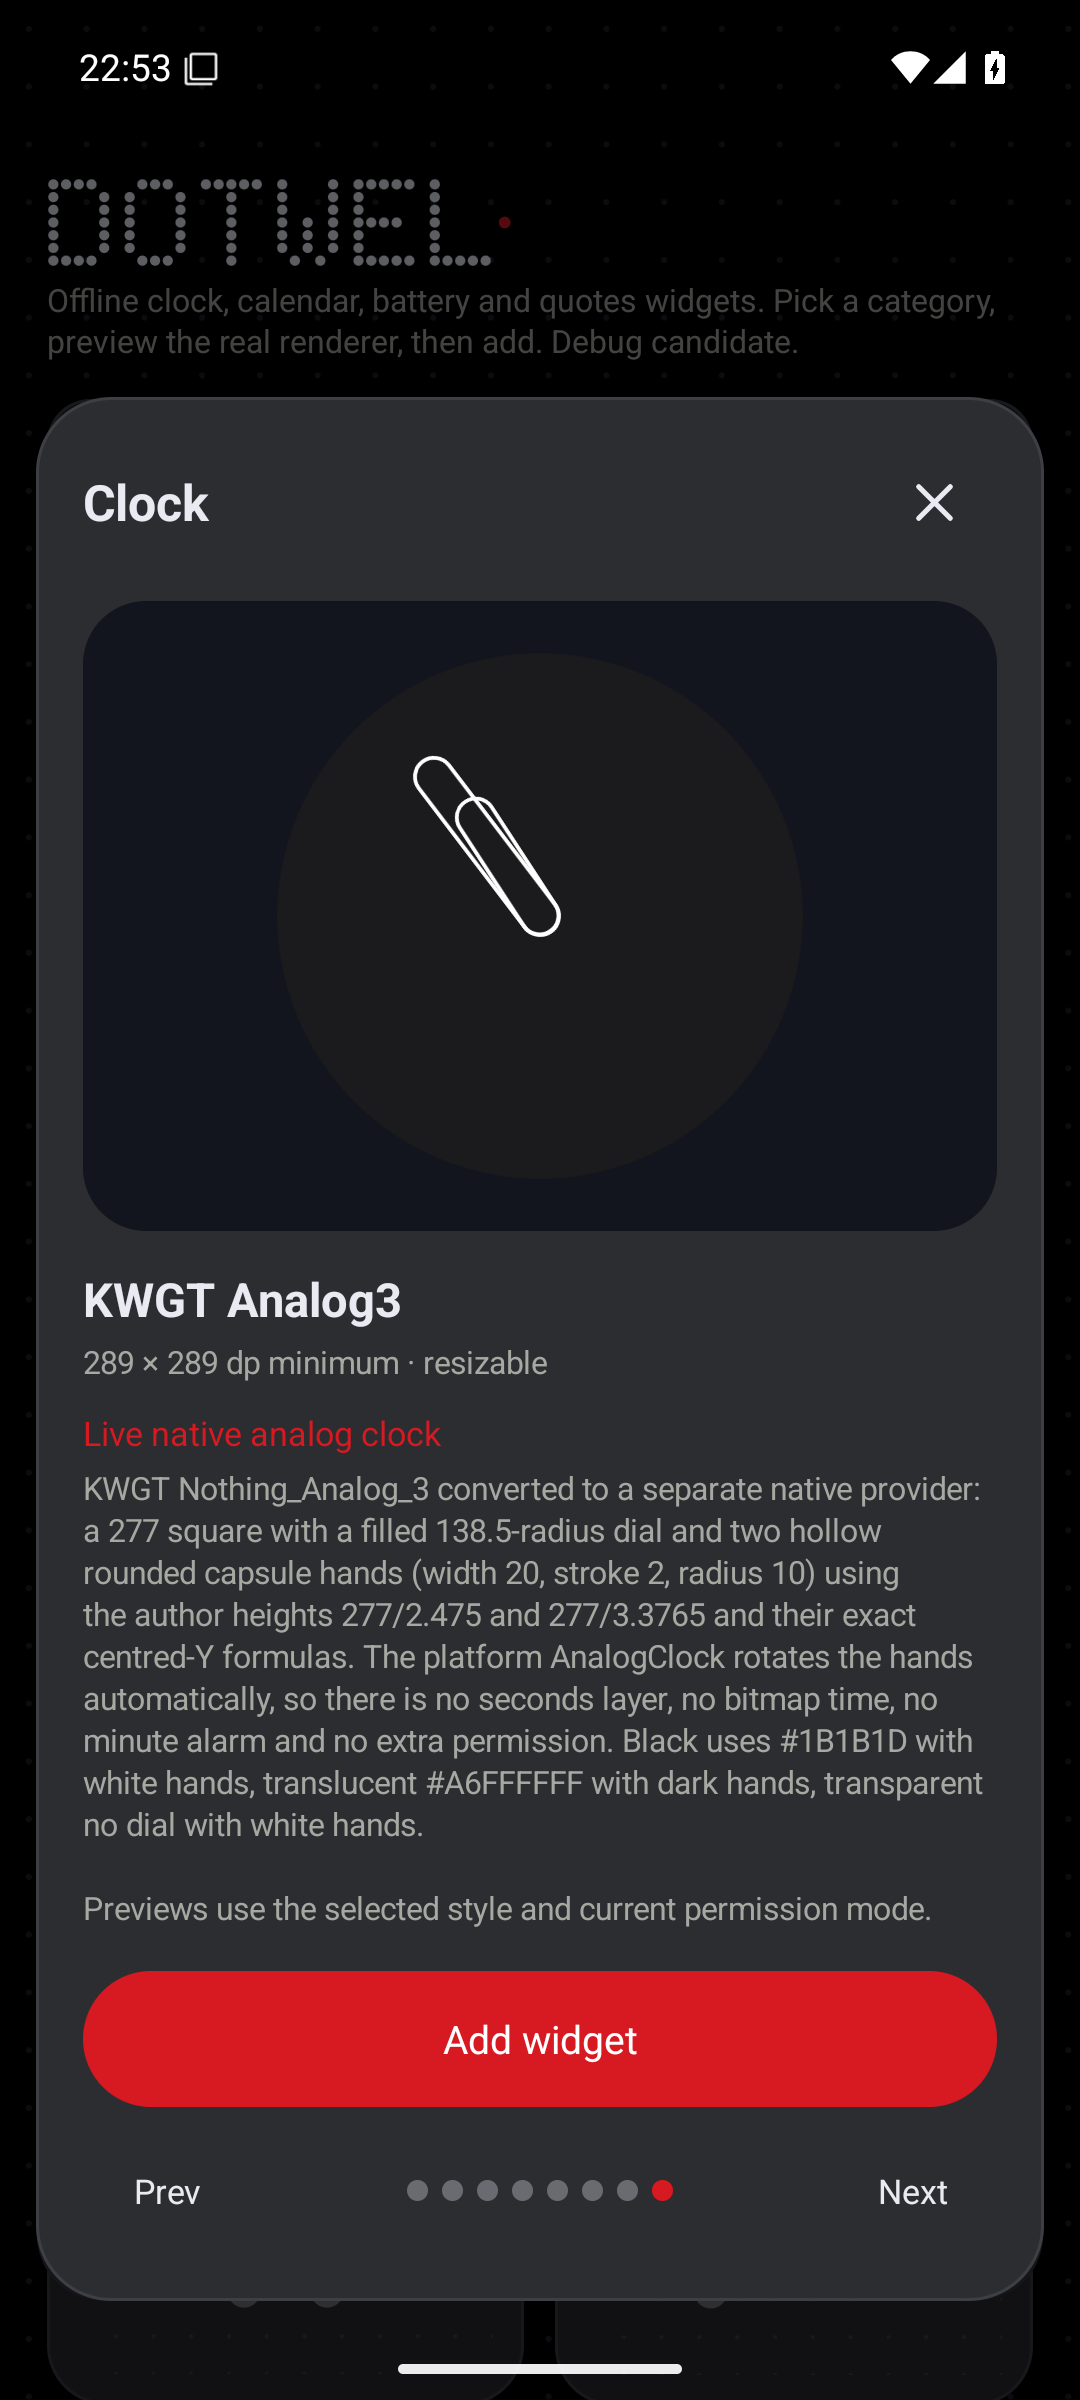 22:53
DOTWEL
Offline clock, calendar, battery and quotes widgets. Pick a category,
preview the real renderer, then add. Debug candidate.
Clock
KWGT Analog3
289 × 289 dp minimum · resizable
Live native analog clock
KWGT Nothing_Analog_3 converted to a separate native provider:
a 277 square with a filled 138.5-radius dial and two hollow
rounded capsule hands (width 20, stroke 2, radius 10) using
the author heights 277/2.475 and 277/3.3765 and their exact
centred-Y formulas. The platform AnalogClock rotates the hands
automatically, so there is no seconds layer, no bitmap time, no
minute alarm and no extra permission. Black uses #1B1B1D with
white hands, translucent #A6FFFFFF with dark hands, transparent
no dial with white hands.
Previews use the selected style and current permission mode.
Add widget
Prev
Next